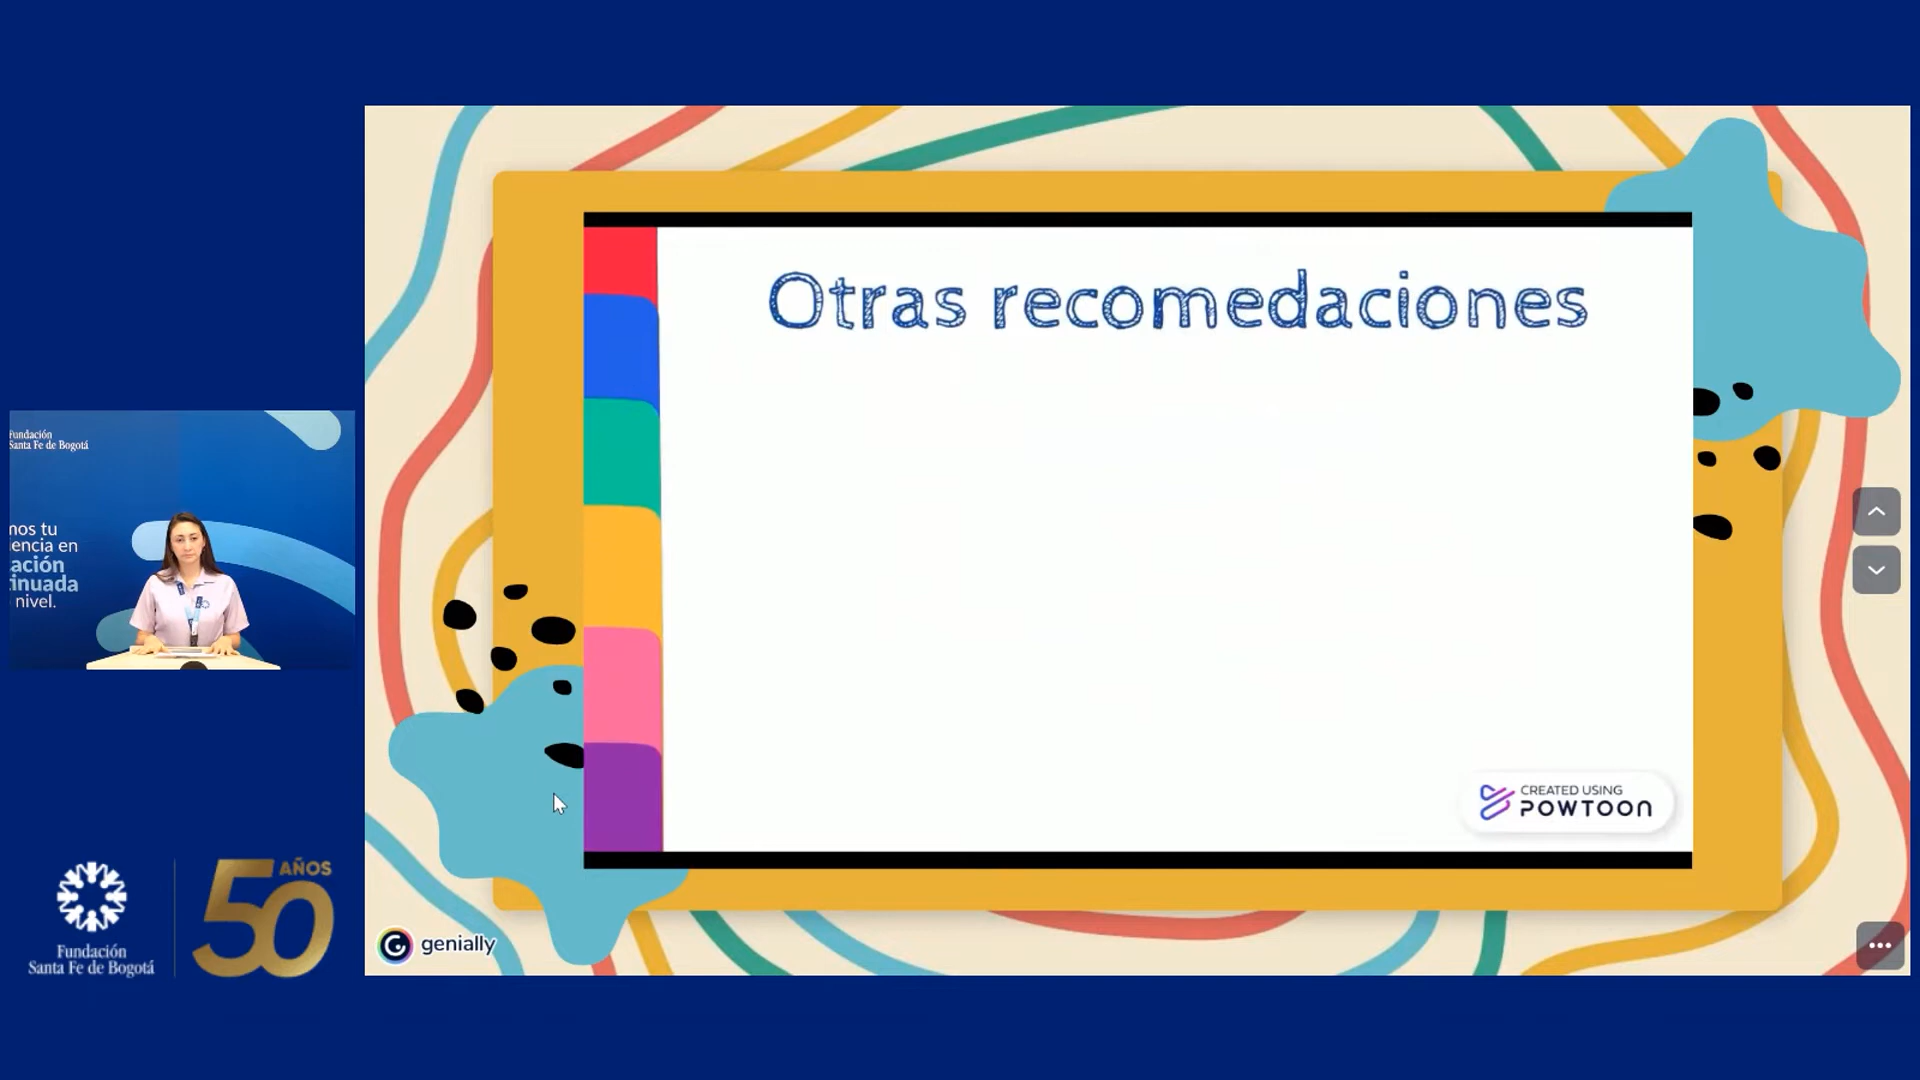 Otras recomedaciones
CREATED USING
POWTOON
Fundación
Santa Fe de Bogotá
nos tu
encia en
ación
inuada
nivel.
Fundación
Santa Fe de Bogotá
50 AÑOS
genially